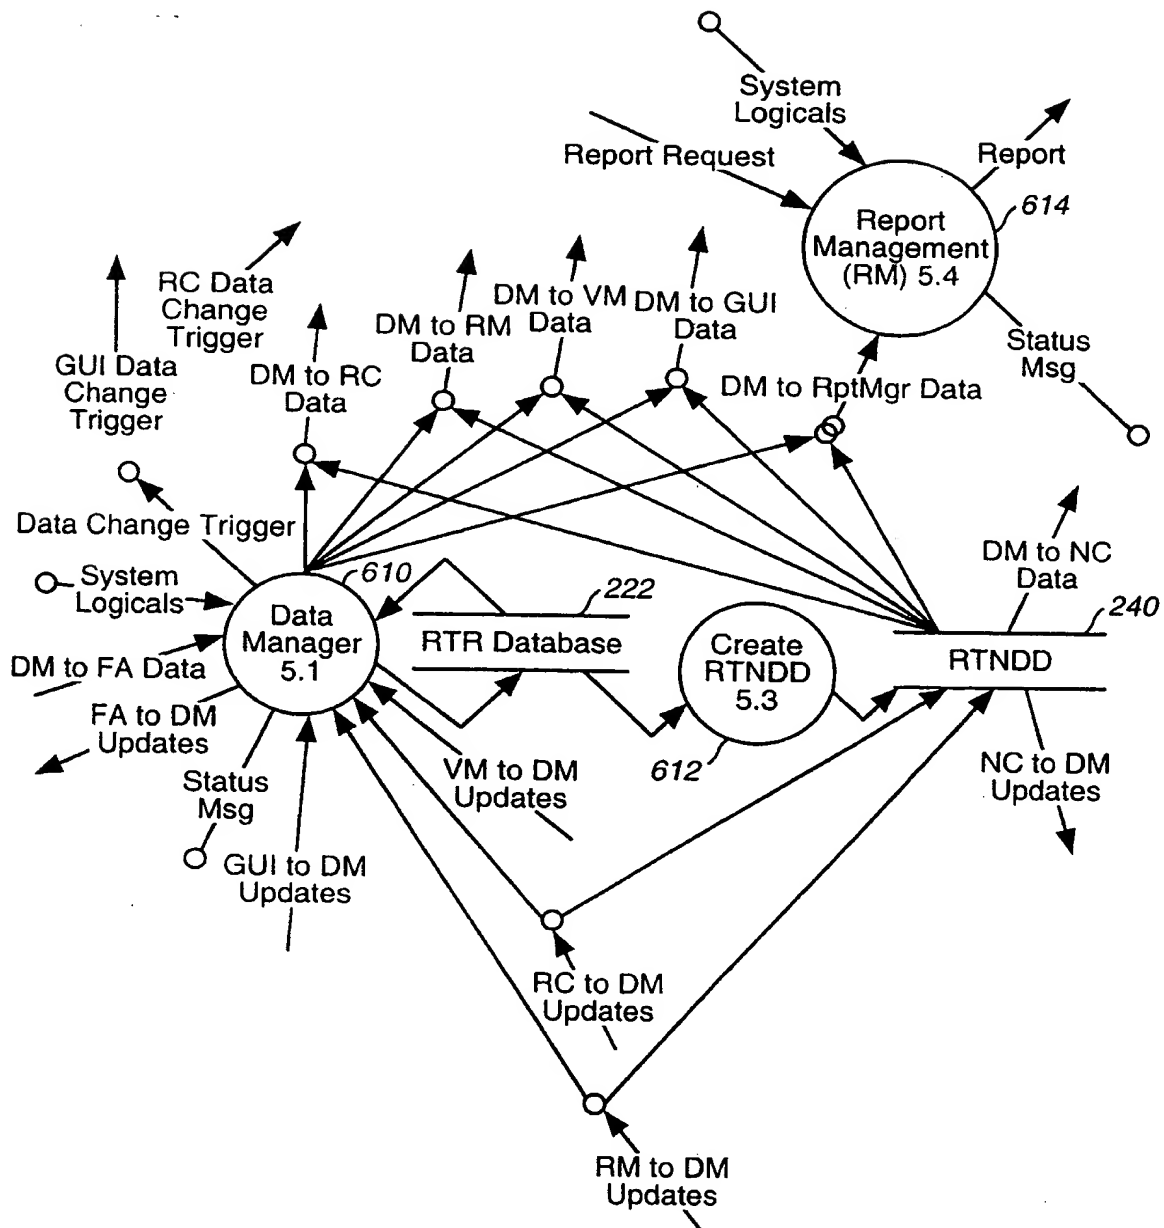 System
Logicals
Report Request
Report
614
Report
Management
(RM) 5.4
Status
Msg
RC Data
Change
Trigger
GUI Data
Change
Trigger
DM to RC
Data
DM to RM
Data
DM to VM
Data
DM to GUI
Data
DM to RptMgr Data
Data Change Trigger
System
Logicals
610
Data
Manager
5.1
222
RTR Database
Create
RTNDD
5.3
612
DM to NC
Data
240
RTNDD
DM to FA Data
FA to DM
Updates
Status
Msg
GUI to DM
Updates
VM to DM
Updates
NC to DM
Updates
RC to DM
Updates
RM to DM
Updates